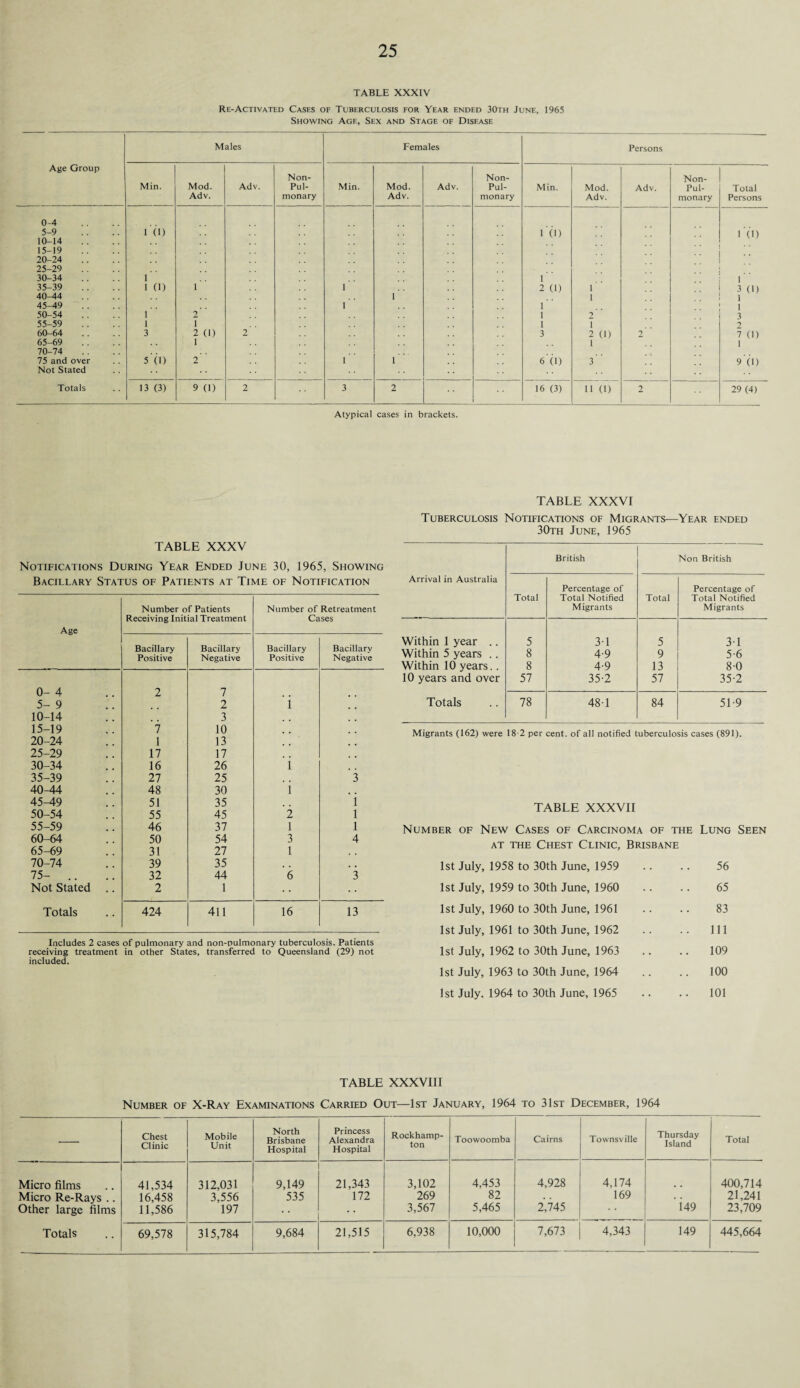 25
TABLE XXXIV
Re-Activated Cases of Tuberculosis for Year ended 30th June, 1965
Showing Age, Sex and Stage of Disease
Age Group | Males | Females | Persons
Min. | Mod. Adv. | Adv. | Non-Pul-monary | Min. | Mod. Adv. | Adv. | Non-Pul-monary | Min. | Mod. Adv. | Adv. | Non-Pul-monary | Total Persons
0-4 .. .. | .. | .. | .. | .. | .. | .. | .. | .. | .. | .. | .. | .. | ..
5-9 .. .. | 1 (1) | .. | .. | .. | .. | .. | .. | .. | 1 (1) | .. | .. | .. | 1 (1)
10-14 .. .. | .. | .. | .. | .. | .. | .. | .. | .. | .. | .. | .. | .. | ..
15-19 .. .. | .. | .. | .. | .. | .. | .. | .. | .. | .. | .. | .. | .. | ..
20-24 .. .. | .. | .. | .. | .. | .. | .. | .. | .. | .. | .. | .. | .. | ..
25-29 .. .. | .. | .. | .. | .. | .. | .. | .. | .. | .. | .. | .. | .. | ..
30-34 .. .. | 1 | .. | .. | .. | .. | .. | .. | .. | 1 | .. | .. | .. | 1
35-39 .. .. | 1 (1) | 1 | .. | .. | 1 | .. | .. | .. | 2 (1) | 1 | .. | .. | 3 (1)
40-44 .. .. | .. | .. | .. | .. | .. | 1 | .. | .. | .. | 1 | .. | .. | 1
45-49 .. .. | .. | .. | .. | .. | 1 | .. | .. | .. | 1 | .. | .. | .. | 1
50-54 .. .. | 1 | 2 | .. | .. | .. | .. | .. | .. | 1 | 2 | .. | .. | 3
55-59 .. .. | 1 | 1 | .. | .. | .. | .. | .. | .. | 1 | 1 | .. | .. | 2
60-64 .. .. | 3 | 2 (1) | 2 | .. | .. | .. | .. | .. | 3 | 2 (1) | 2 | .. | 7 (1)
65-69 .. .. | .. | 1 | .. | .. | .. | .. | .. | .. | .. | 1 | .. | .. | 1
70-74 .. .. | .. | .. | .. | .. | .. | .. | .. | .. | .. | .. | .. | .. | ..
75 and over .. | 5 (1) | 2 | .. | .. | 1 | 1 | .. | .. | 6 (1) | 3 | .. | .. | 9 (1)
Not Stated .. | .. | .. | .. | .. | .. | .. | .. | .. | .. | .. | .. | .. | ..
Totals .. | 13 (3) | 9 (1) | 2 | .. | 3 | 2 | .. | .. | 16 (3) | 11 (1) | 2 | .. | 29 (4)
Atypical cases in brackets.
TABLE XXXV
Notifications During Year Ended June 30, 1965, Showing
Bacillary Status of Patients at Time of Notification
Age | Number of Patients Receiving Initial Treatment | Number of Retreatment Cases
Bacillary Positive | Bacillary Negative | Bacillary Positive | Bacillary Negative
0- 4 .. | 2 | 7 | .. | ..
5- 9 .. | .. | 2 | 1 | ..
10-14 .. | .. | 3 | .. | ..
15-19 .. | 7 | 10 | .. | ..
20-24 .. | 1 | 13 | .. | ..
25-29 .. | 17 | 17 | .. | ..
30-34 .. | 16 | 26 | 1 | ..
35-39 .. | 27 | 25 | .. | 3
40-44 .. | 48 | 30 | 1 | ..
45-49 .. | 51 | 35 | .. | 1
50-54 .. | 55 | 45 | 2 | 1
55-59 .. | 46 | 37 | 1 | 1
60-64 .. | 50 | 54 | 3 | 4
65-69 .. | 31 | 27 | 1 | ..
70-74 .. | 39 | 35 | .. | ..
75- .. .. | 32 | 44 | 6 | 3
Not Stated .. | 2 | 1 | .. | ..
Totals .. | 424 | 411 | 16 | 13
Includes 2 cases of pulmonary and non-pulmonary tuberculosis. Patients
receiving treatment in other States, transferred to Queensland (29) not
included.
TABLE XXXVI
Tuberculosis Notifications of Migrants—Year ended
30th June, 1965
Arrival in Australia | British | Non British
Total | Percentage of Total Notified Migrants | Total | Percentage of Total Notified Migrants
Within 1 year .. | 5 | 3·1 | 5 | 3·1
Within 5 years .. | 8 | 4·9 | 9 | 5·6
Within 10 years.. | 8 | 4·9 | 13 | 8·0
10 years and over | 57 | 35·2 | 57 | 35·2
Totals .. | 78 | 48·1 | 84 | 51·9
Migrants (162) were 18·2 per cent. of all notified tuberculosis cases (891).
TABLE XXXVII
Number of New Cases of Carcinoma of the Lung Seen
at the Chest Clinic, Brisbane
1st July, 1958 to 30th June, 1959 .. .. 56
1st July, 1959 to 30th June, 1960 .. .. 65
1st July, 1960 to 30th June, 1961 .. .. 83
1st July, 1961 to 30th June, 1962 .. .. 111
1st July, 1962 to 30th June, 1963 .. .. 109
1st July, 1963 to 30th June, 1964 .. .. 100
1st July. 1964 to 30th June, 1965 .. .. 101
TABLE XXXVIII
Number of X-Ray Examinations Carried Out—1st January, 1964 to 31st December, 1964
— | Chest Clinic | Mobile Unit | North Brisbane Hospital | Princess Alexandra Hospital | Rockhamp-ton | Toowoomba | Cairns | Townsville | Thursday Island | Total
Micro films .. | 41,534 | 312,031 | 9,149 | 21,343 | 3,102 | 4,453 | 4,928 | 4,174 | .. | 400,714
Micro Re-Rays .. | 16,458 | 3,556 | 535 | 172 | 269 | 82 | .. | 169 | .. | 21,241
Other large films | 11,586 | 197 | .. | .. | 3,567 | 5,465 | 2,745 | .. | 149 | 23,709
Totals .. | 69,578 | 315,784 | 9,684 | 21,515 | 6,938 | 10,000 | 7,673 | 4,343 | 149 | 445,664